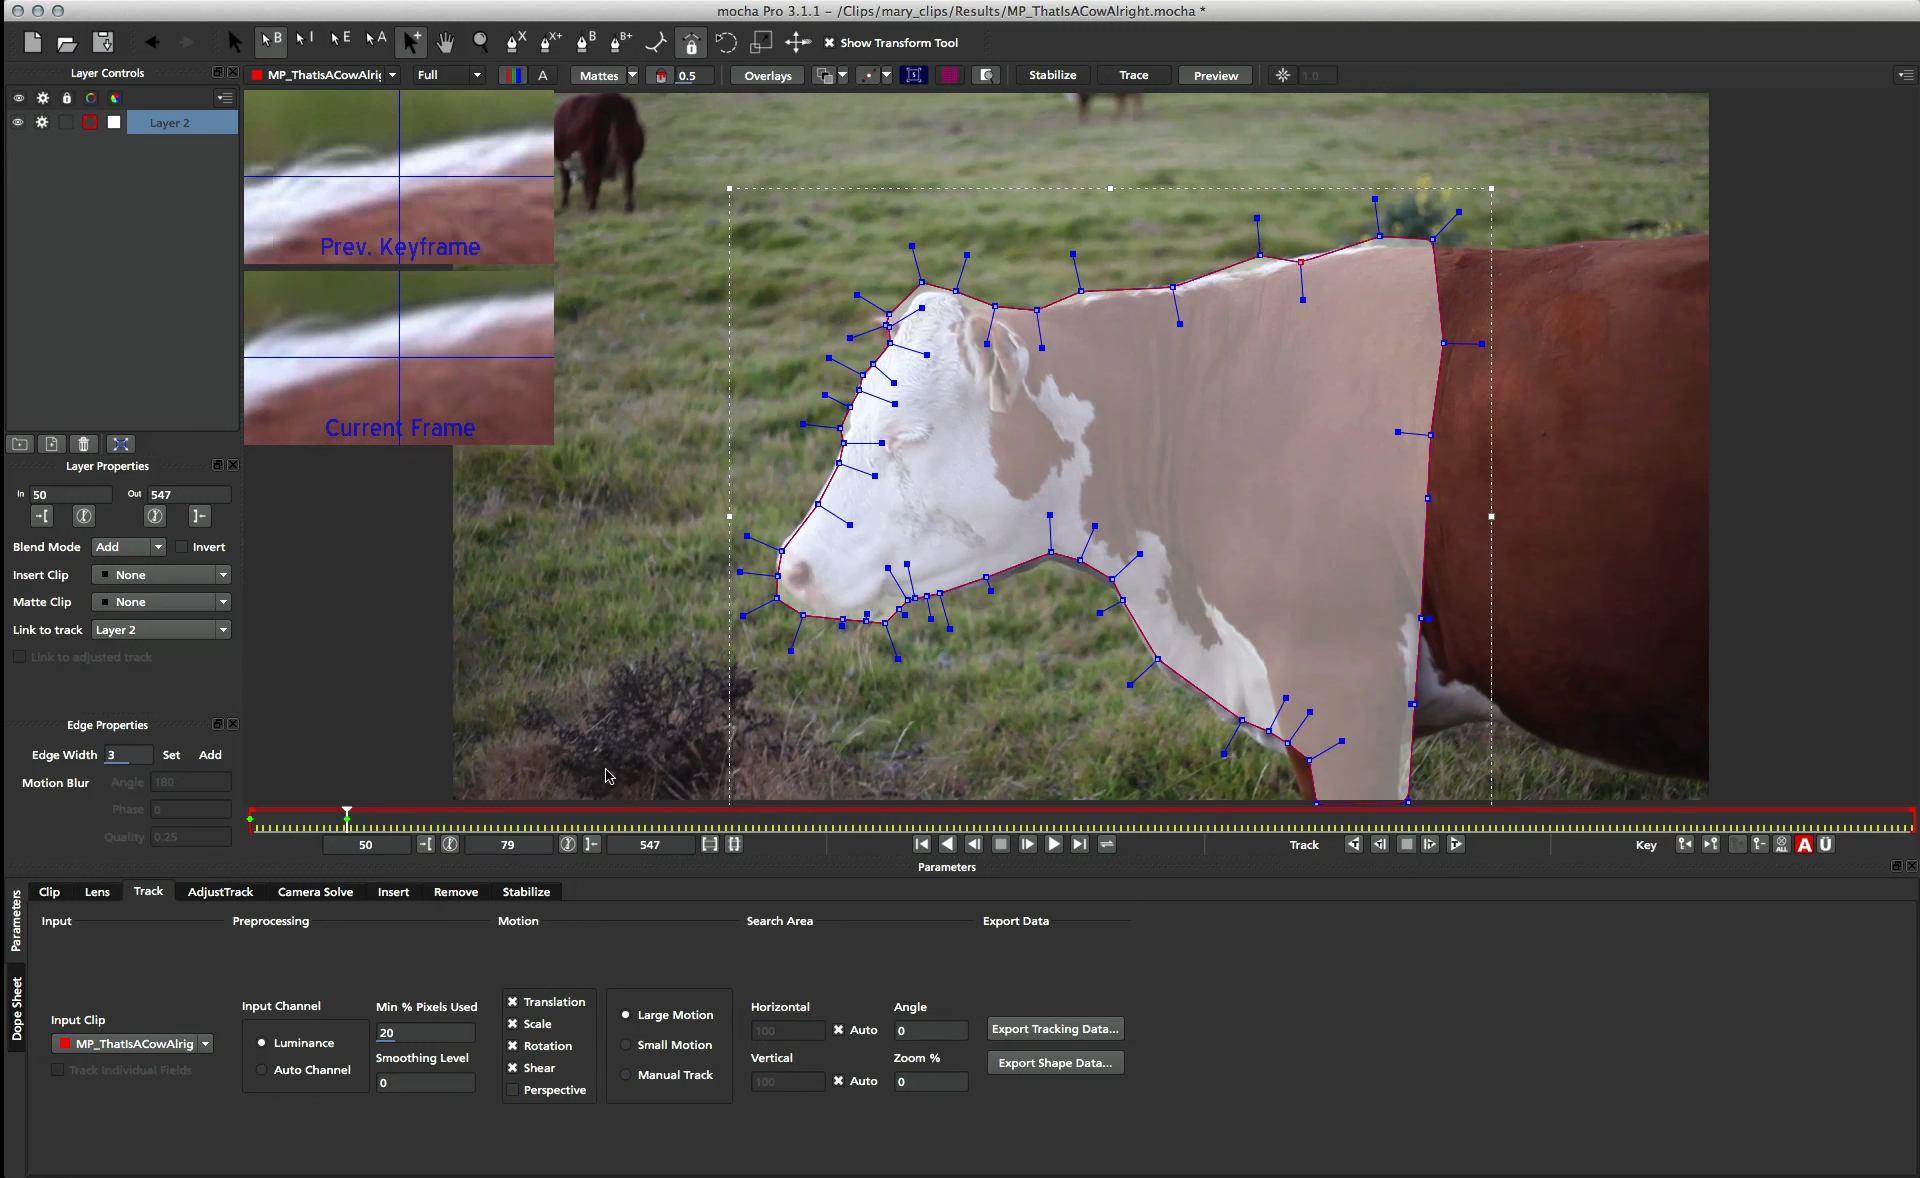 mocha Pro 3.1.1 – /Clips/mary_clips/Results/MP_ThatIsACowAlright.mocha *
B I E A X X+ B B+ Show Transform Tool
Layer Controls
MP_ThatIsACowAlrig Full A Mattes 0.5 Overlays Stabilize Trace Preview 1.0
Layer 2
Prev. Keyframe
Current Frame
Layer Properties
In 50 Out 547
Blend Mode Add Invert
Insert Clip None
Matte Clip None
Link to track Layer 2
Link to adjusted track
Edge Properties
Edge Width 3 Set Add
Motion Blur Angle 180
Phase 0
Quality 0.25
50 79 547 Track Key ALL A Ü
Parameters
Parameters
Dope Sheet
Clip Lens Track AdjustTrack Camera Solve Insert Remove Stabilize
Input Preprocessing Motion Search Area Export Data
Input Clip
MP_ThatIsACowAlrig
Track Individual Fields
Input Channel
Luminance
Auto Channel
Min % Pixels Used
20
Smoothing Level
0
Translation
Scale
Rotation
Shear
Perspective
Large Motion
Small Motion
Manual Track
Horizontal
100 Auto
Vertical
100 Auto
Angle
0
Zoom %
0
Export Tracking Data...
Export Shape Data...